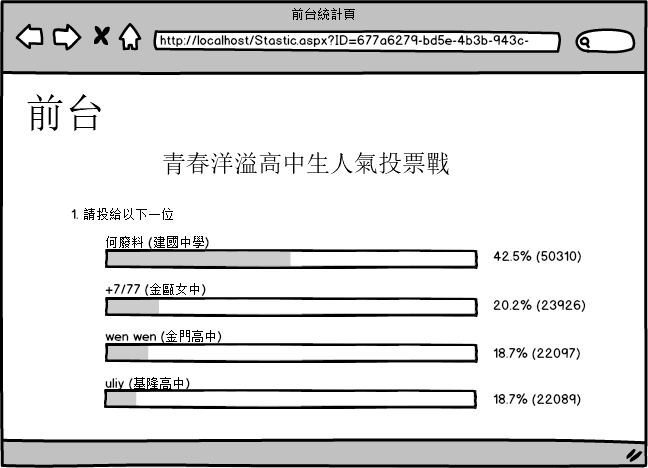 前台統計頁
http://localhost/Stastic.aspx?ID=677a6279-bd5e-4b3b-943c-
前台
青春洋溢高中生人氣投票戰
1. 請投給以下一位
何廢料 (建國中學)
42.5% (50310)
+7/77 (金甌女中)
20.2% (23926)
wen wen (金門高中)
18.7% (22097)
uliy (基隆高中)
18.7% (22089)